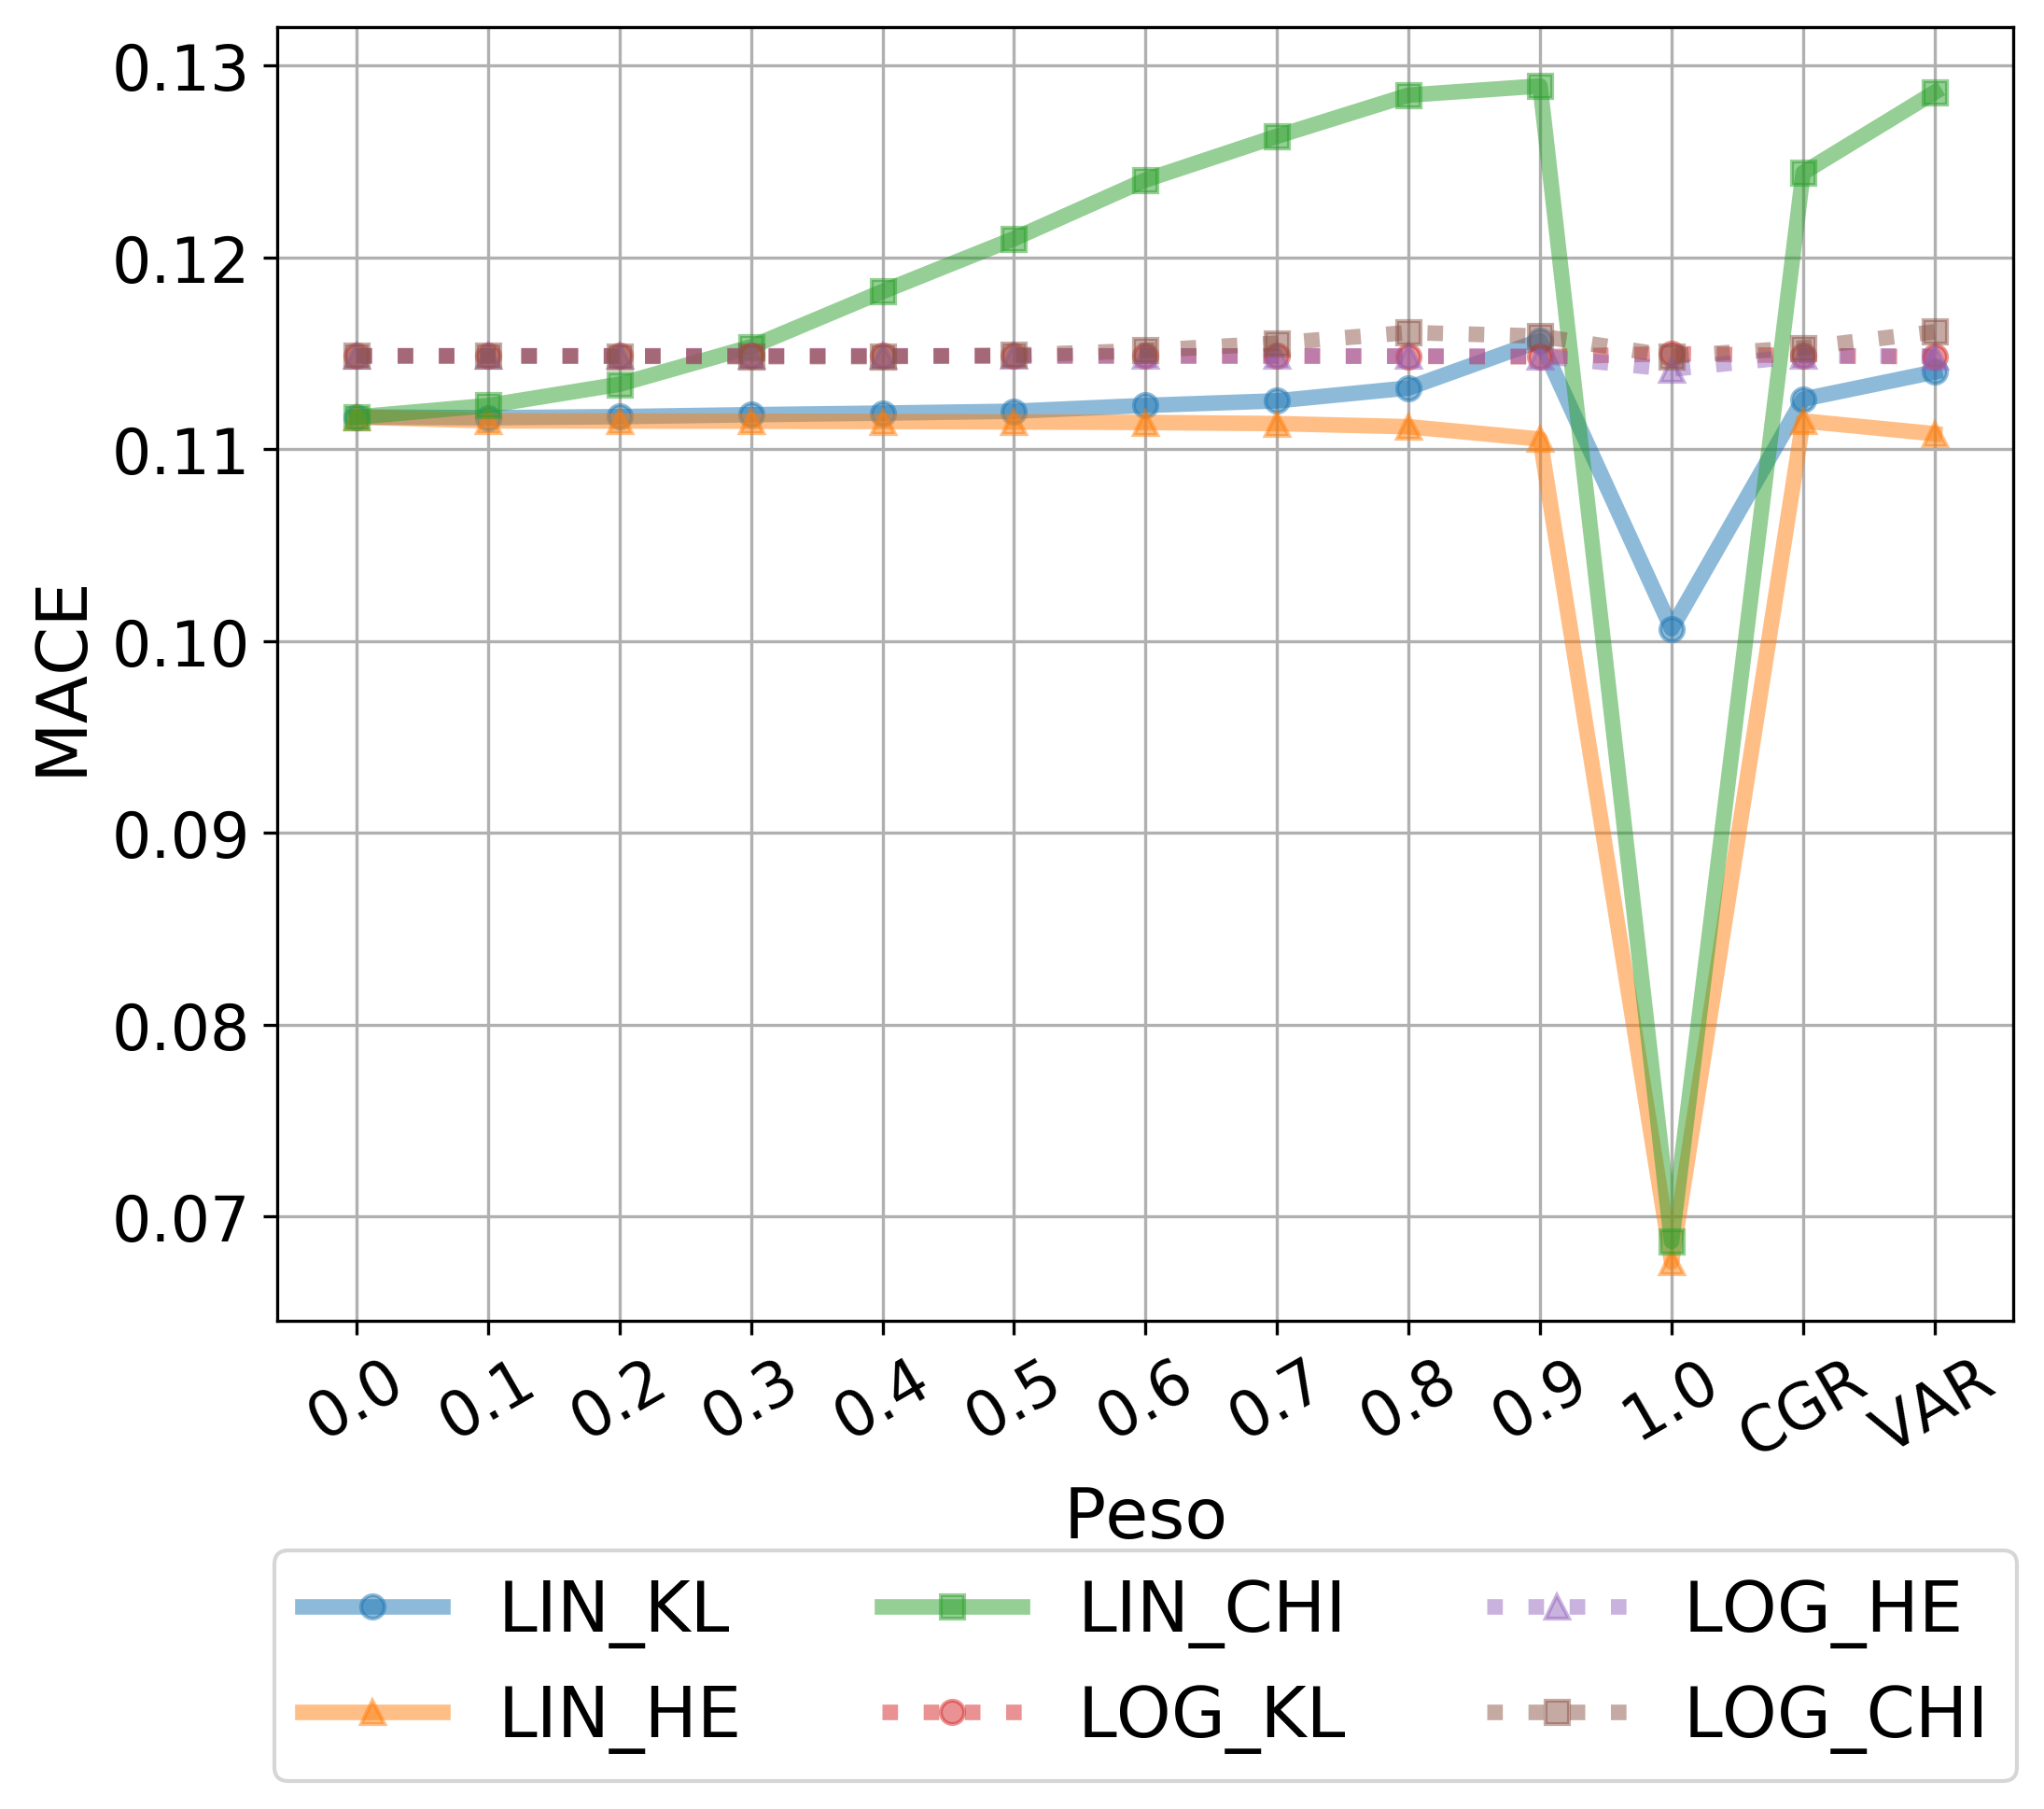 0.13
0.12
0.11
0.10
0.09
0.08
0.07
MACE
0.0 0.1 0.2 0.3 0.4 0.5 0.6 0.7 0.8 0.9 1.0 CGR VAR
Peso
LIN_KL LIN_CHI LOG_HE
LIN_HE LOG_KL LOG_CHI